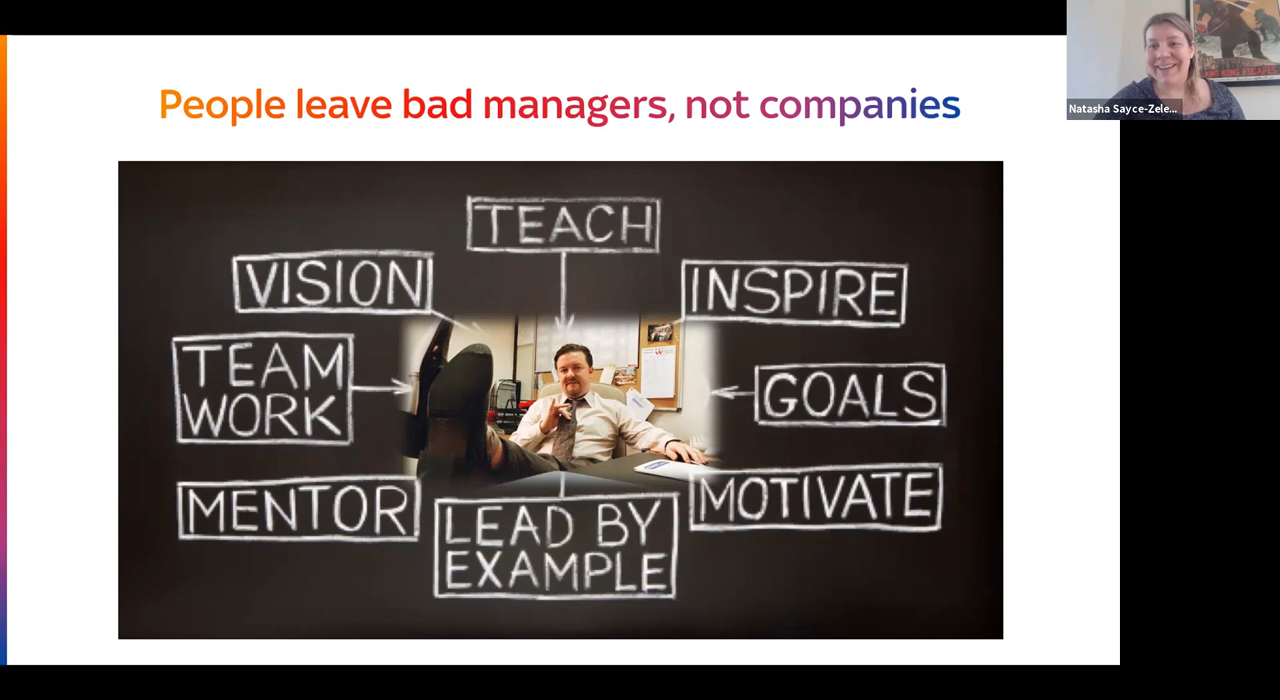 People leave bad managers, not companies
Natasha Sayce-Zele...
TEACH
VISION
INSPIRE
TEAM
WORK
GOALS
MENTOR
LEAD BY
EXAMPLE
MOTIVATE